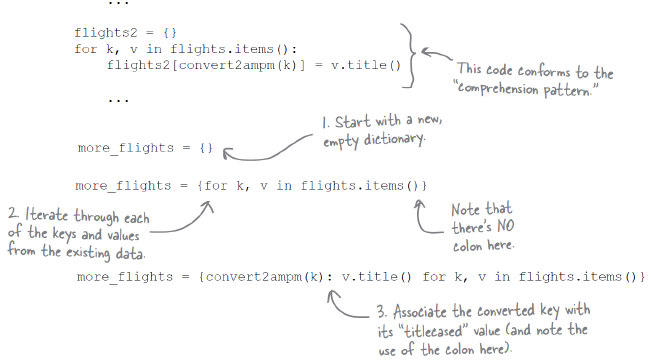 ...
flights2 = {}
for k, v in flights.items():
    flights2[convert2ampm(k)] = v.title()
This code conforms to the
"comprehension pattern."
...
1. Start with a new,
empty dictionary.
more_flights = {}
more_flights = {for k, v in flights.items()}
2. Iterate through each
of the keys and values
from the existing data.
Note that
there's NO
colon here.
more_flights = {convert2ampm(k): v.title() for k, v in flights.items()}
3. Associate the converted key with
its "titlecased" value (and note the
use of the colon here).